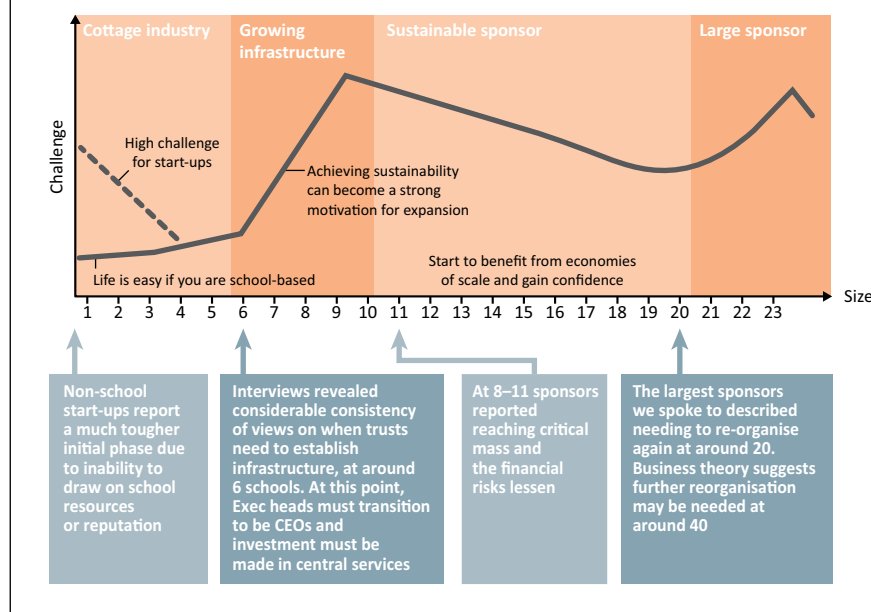 Cottage industry
Growing
infrastructure
Sustainable sponsor
Large sponsor
Challenge
High challenge
for start-ups
Achieving sustainability
can become a strong
motivation for expansion
Life is easy if you are school-based
Start to benefit from economies
of scale and gain confidence
Size
1 2 3 4 5 6 7 8 9 10 11 12 13 14 15 16 17 18 19 20 21 22 23
Non-school
start-ups report
a much tougher
initial phase due
to inability to
draw on school
resources
or reputation
Interviews revealed
considerable consistency
of views on when trusts
need to establish
infrastructure, at around
6 schools. At this point,
Exec heads must transition
to be CEOs and
investment must be
made in central services
At 8–11 sponsors
reported
reaching critical
mass and
the financial
risks lessen
The largest sponsors
we spoke to described
needing to re-organise
again at around 20.
Business theory suggests
further reorganisation
may be needed at
around 40